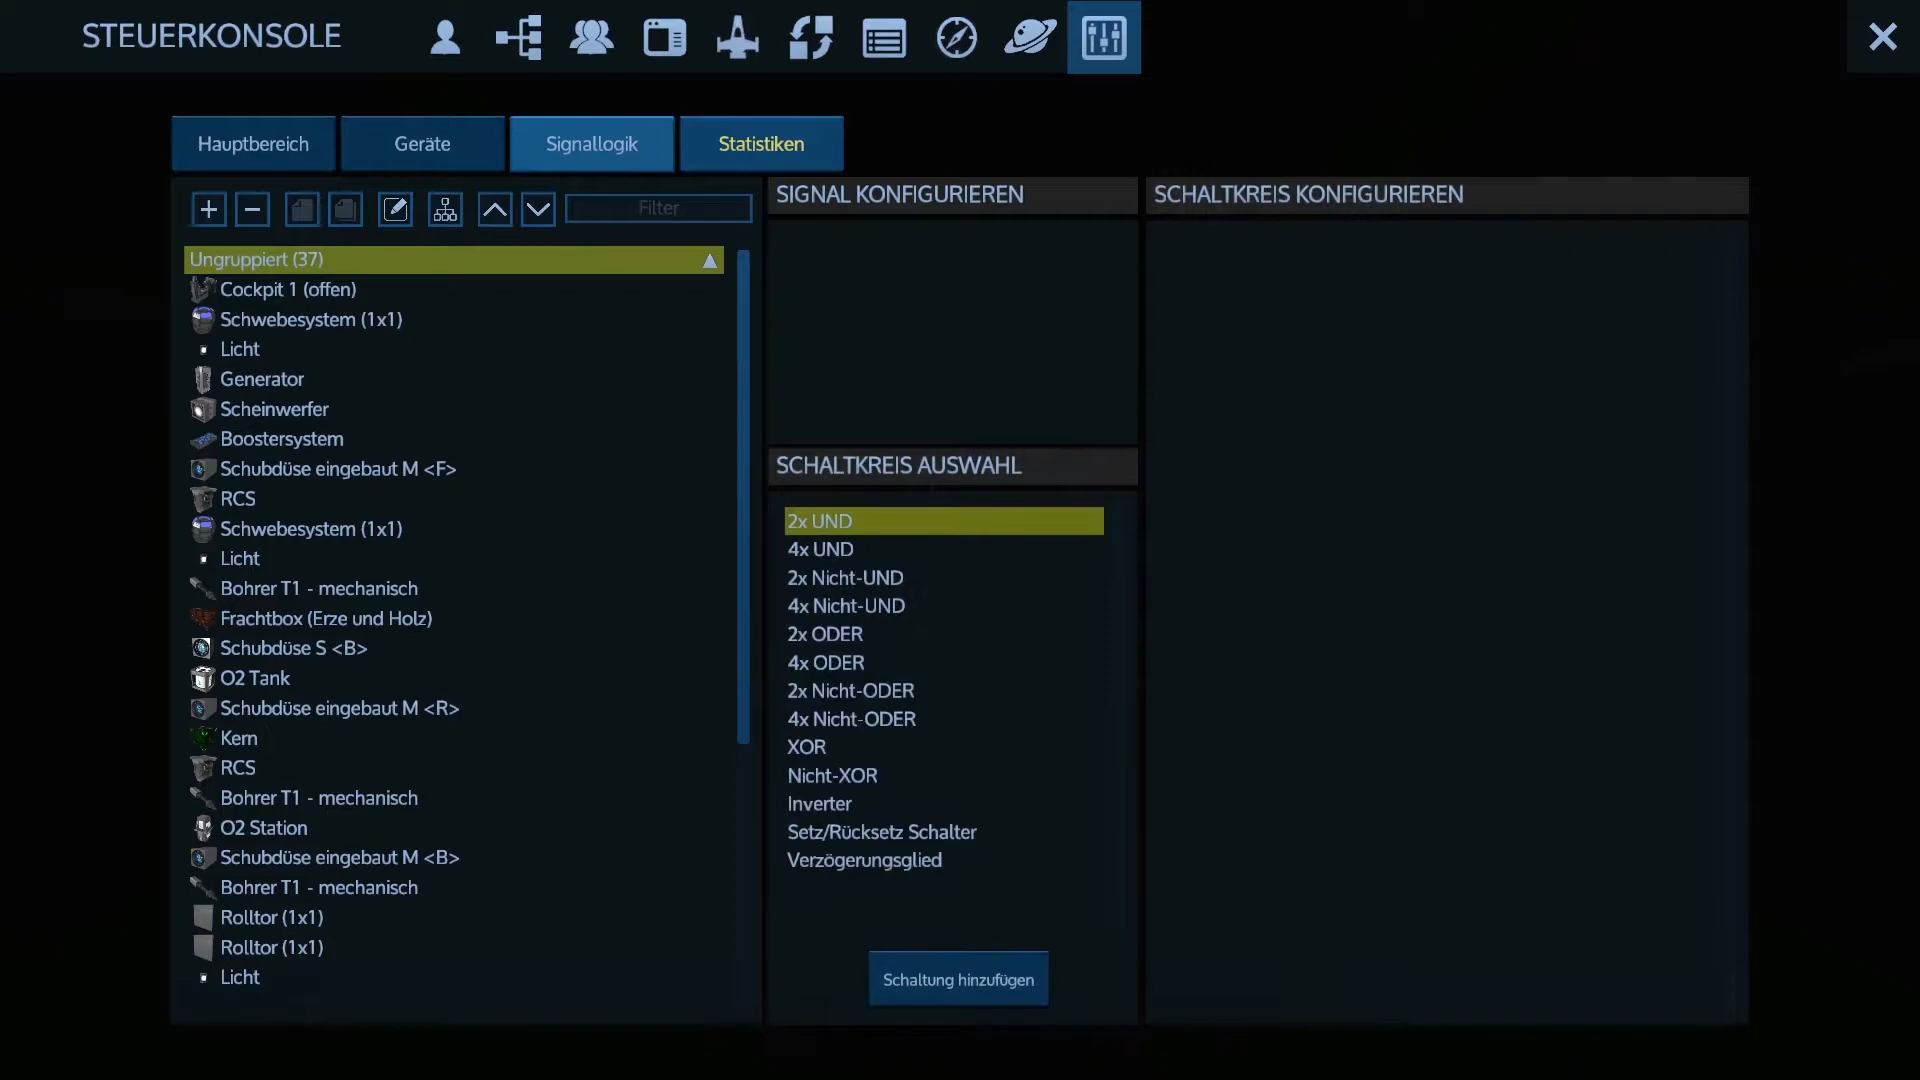 STEUERKONSOLE
Hauptbereich
Geräte
Signallogik
Statistiken
Filter
Ungruppiert (37)
Cockpit 1 (offen)
Schwebesystem (1x1)
Licht
Generator
Scheinwerfer
Boostersystem
Schubdüse eingebaut M <F>
RCS
Schwebesystem (1x1)
Licht
Bohrer T1 - mechanisch
Frachtbox (Erze und Holz)
Schubdüse S <B>
O2 Tank
Schubdüse eingebaut M <R>
Kern
RCS
Bohrer T1 - mechanisch
O2 Station
Schubdüse eingebaut M <B>
Bohrer T1 - mechanisch
Rolltor (1x1)
Rolltor (1x1)
Licht
SIGNAL KONFIGURIEREN
SCHALTKREIS AUSWAHL
2x UND
4x UND
2x Nicht-UND
4x Nicht-UND
2x ODER
4x ODER
2x Nicht-ODER
4x Nicht-ODER
XOR
Nicht-XOR
Inverter
Setz/Rücksetz Schalter
Verzögerungsglied
Schaltung hinzufügen
SCHALTKREIS KONFIGURIEREN